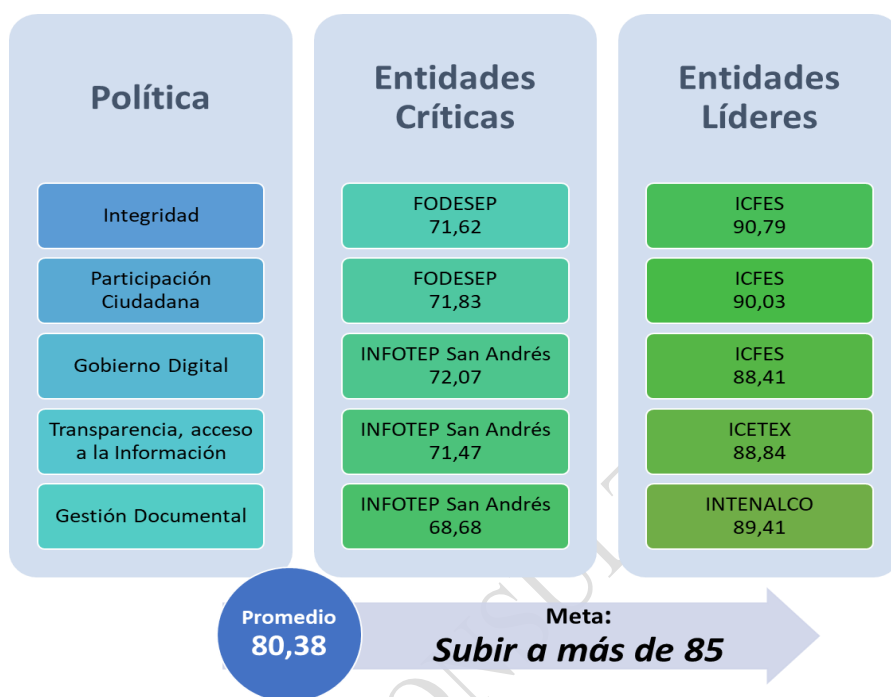 Política
Entidades
Críticas
Entidades
Líderes
Integridad
FODESEP
71,62
ICFES
90,79
Participación
Ciudadana
FODESEP
71,83
ICFES
90,03
Gobierno Digital
INFOTEP San Andrés
72,07
ICFES
88,41
Transparencia, acceso
a la Información
INFOTEP San Andrés
71,47
ICETEX
88,84
Gestión Documental
INFOTEP San Andrés
68,68
INTENALCO
89,41
Promedio
80,38
Meta:
Subir a más de 85